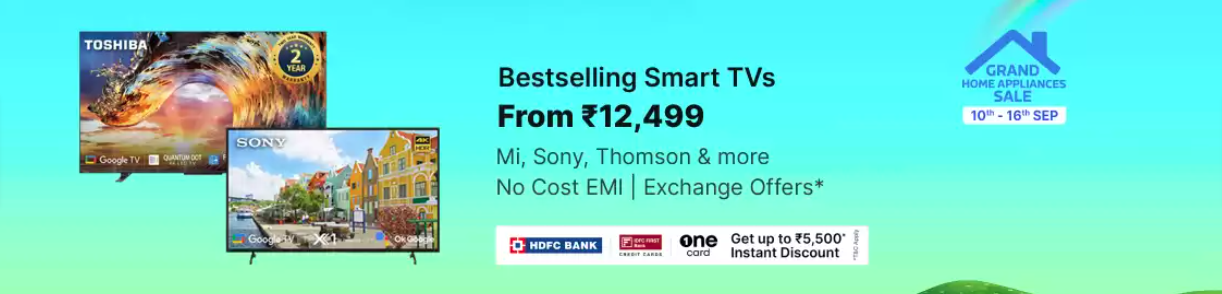 TOSHIBA
2
YEAR
WARRANTY
Google TV
QUANTUM DOT
SONY
4K
HDR
Google TV
X1
Ok Google
Bestselling Smart TVs
From ₹12,499
Mi, Sony, Thomson & more
No Cost EMI | Exchange Offers*
HDFC BANK
IDFC FIRST
Bank
CREDIT CARDS
one
card
Get up to ₹5,500*
Instant Discount
*T&C Apply
GRAND
HOME APPLIANCES
SALE
10th - 16th SEP